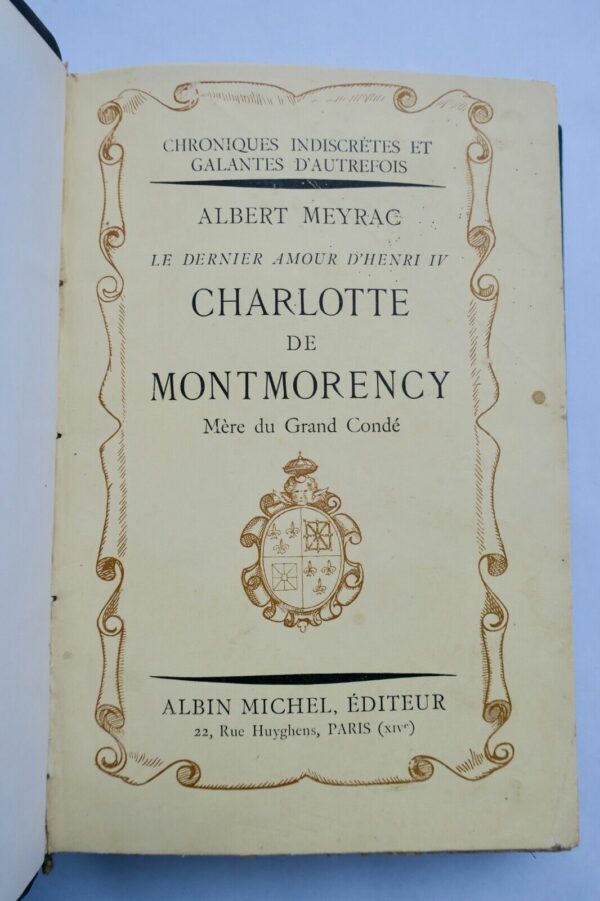 CHRONIQUES INDISCRÈTES ET
GALANTES D'AUTREFOIS
ALBERT MEYRAC
LE DERNIER AMOUR D'HENRI IV
CHARLOTTE
DE
MONTMORENCY
Mère du Grand Condé
ALBIN MICHEL, ÉDITEUR
22, Rue Huyghens, PARIS (XIVe)